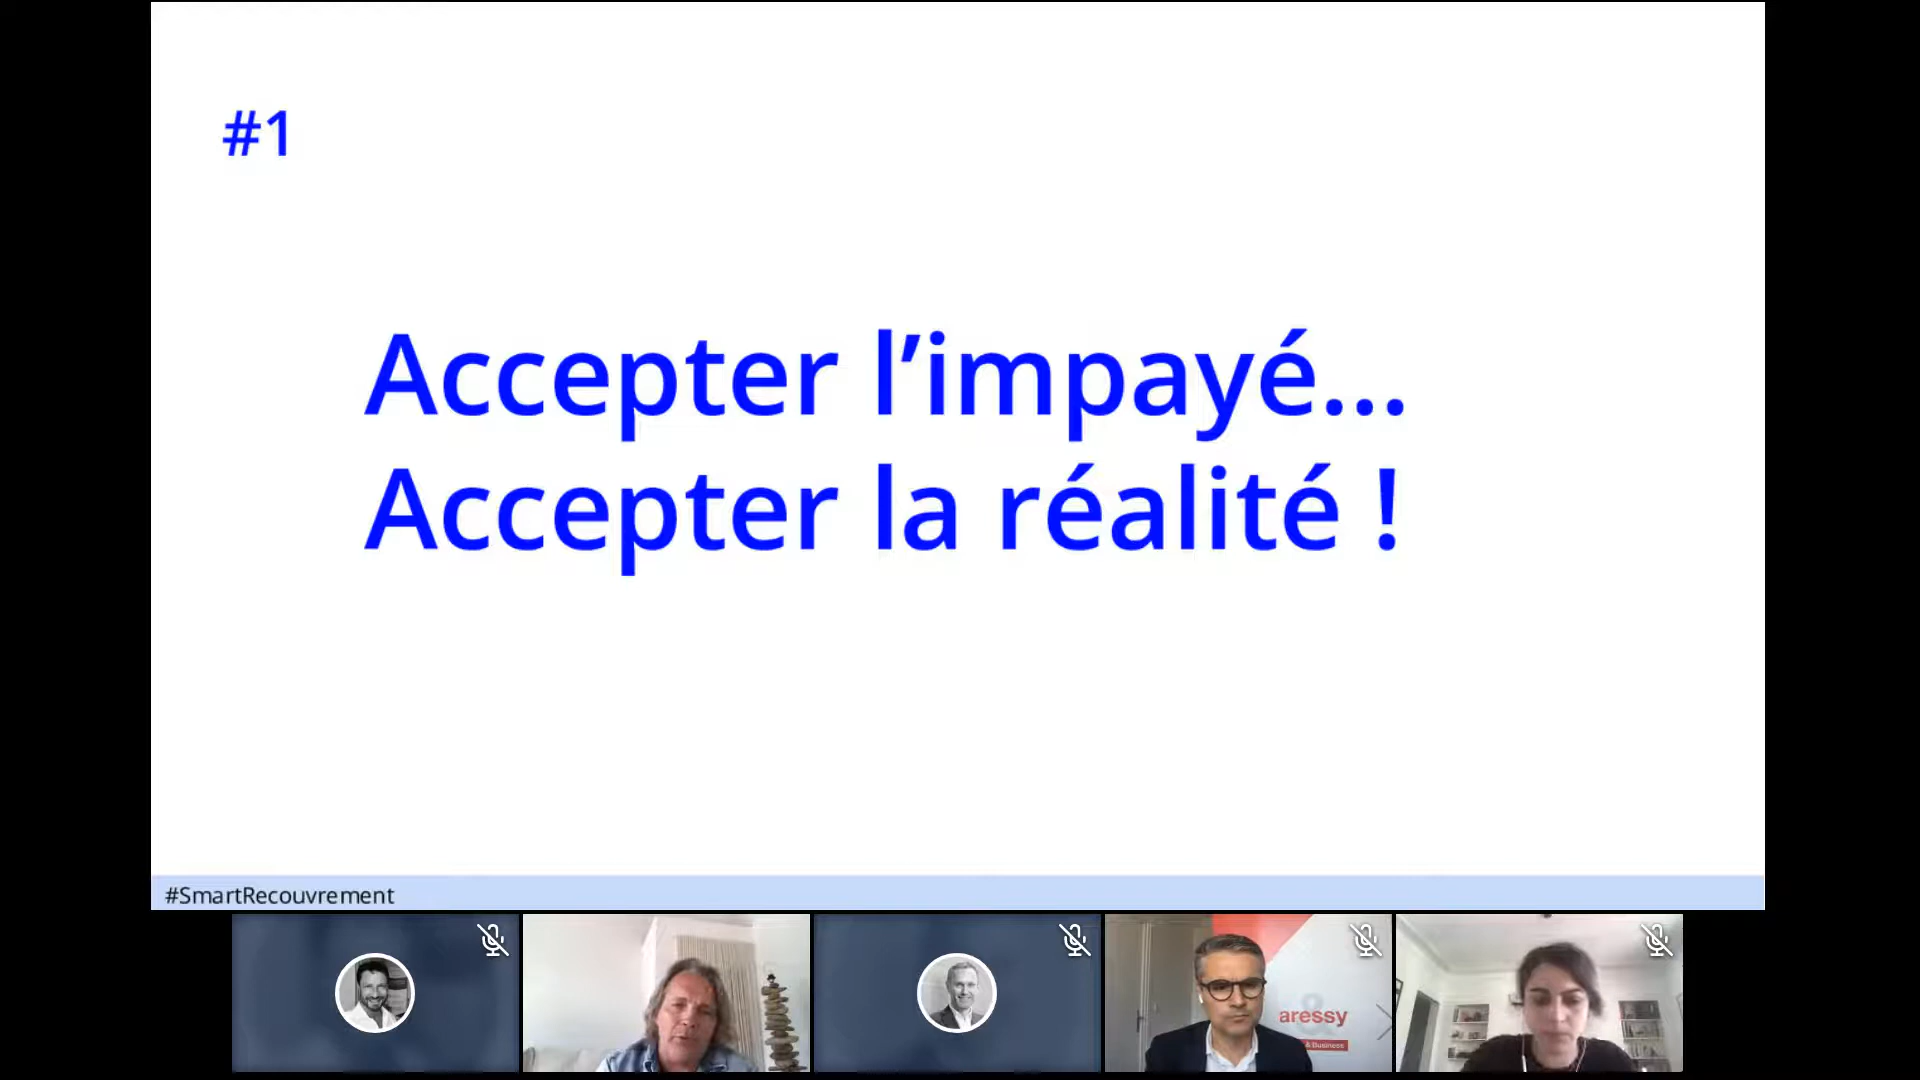 #1
Accepter l’impayé...
Accepter la réalité !
#SmartRecouvrement
&
aressy
& Business